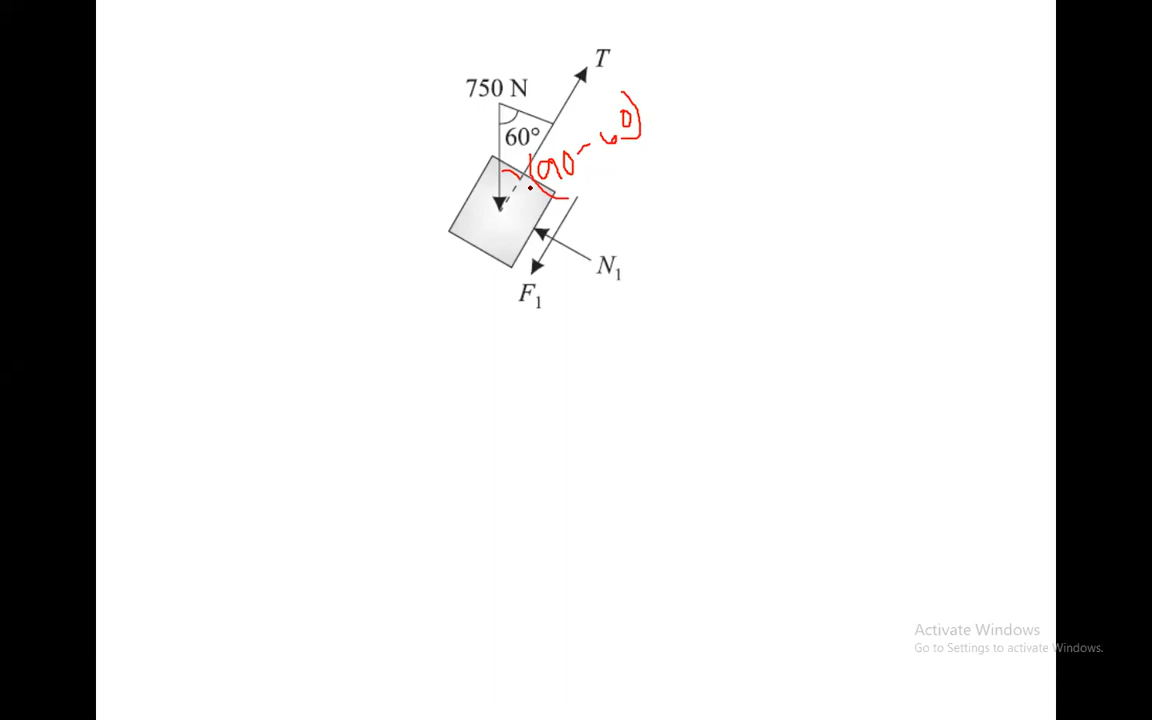 T
750 N
60°
(90-60)
N1
F1
Activate Windows
Go to Settings to activate Windows.